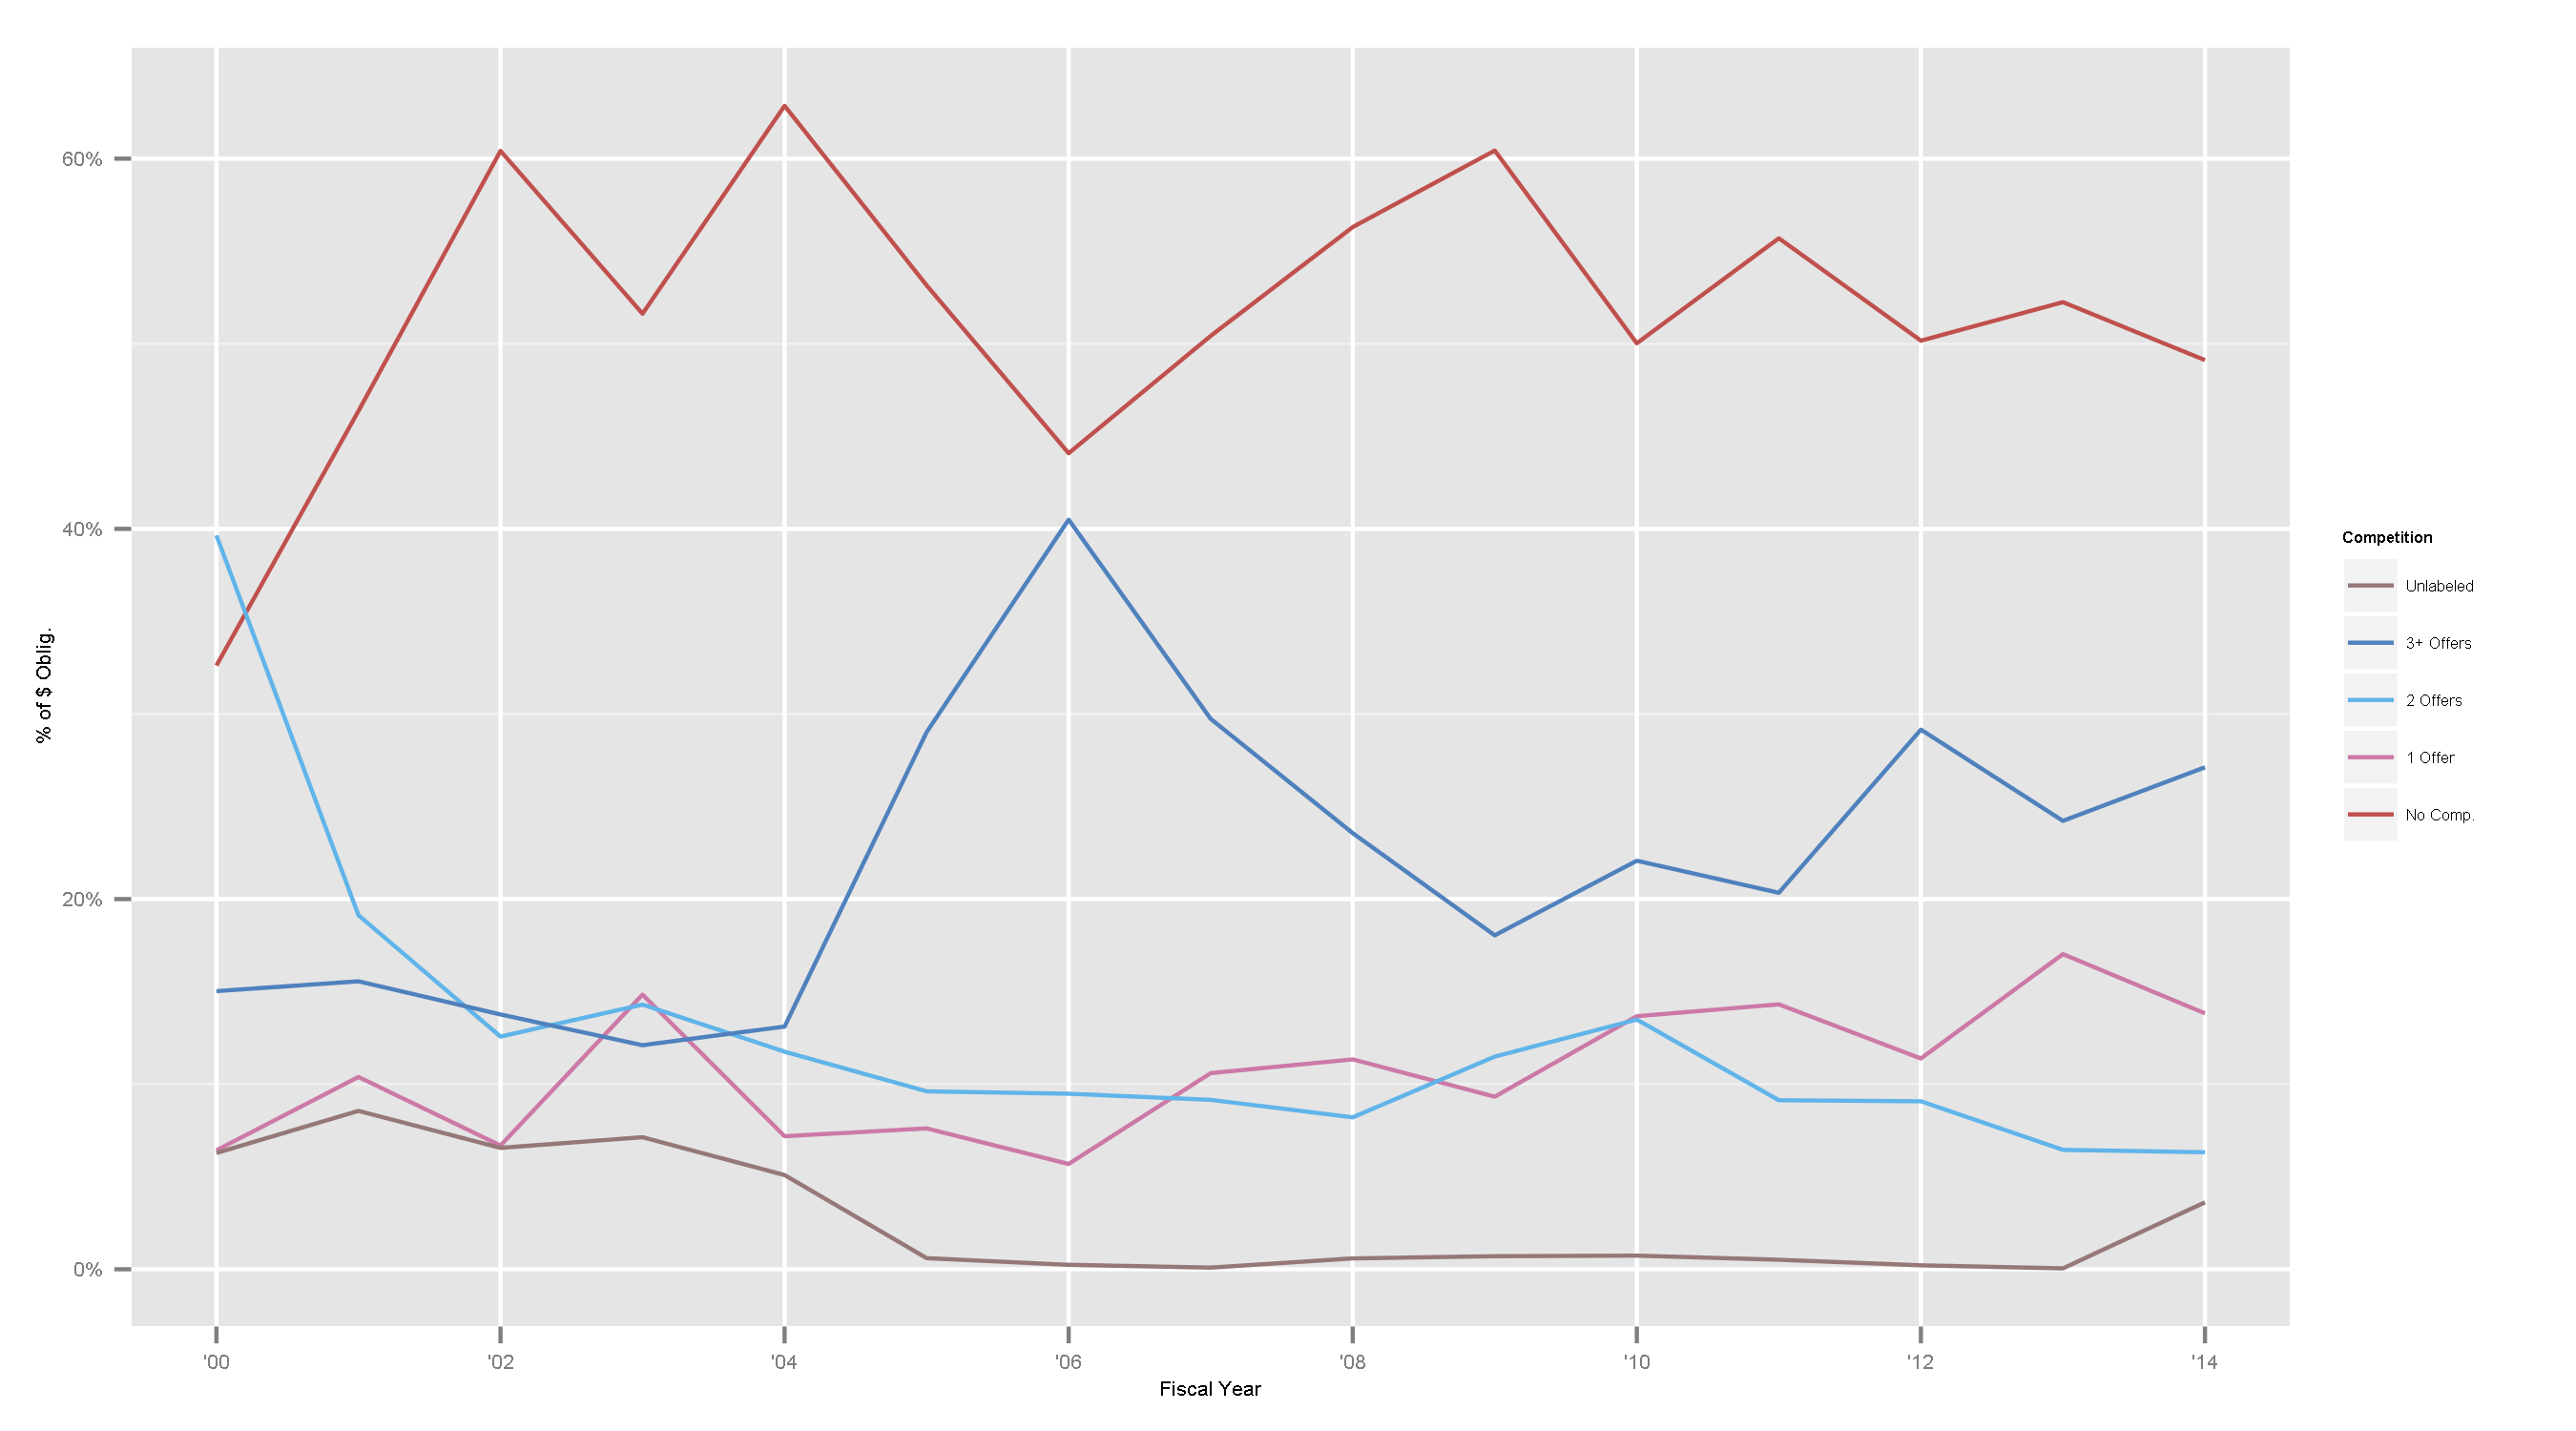 60%
40%
20%
0%
% of $ Oblig.
'00 '02 '04 '06 '08 '10 '12 '14
Fiscal Year
Competition
Unlabeled
3+ Offers
2 Offers
1 Offer
No Comp.